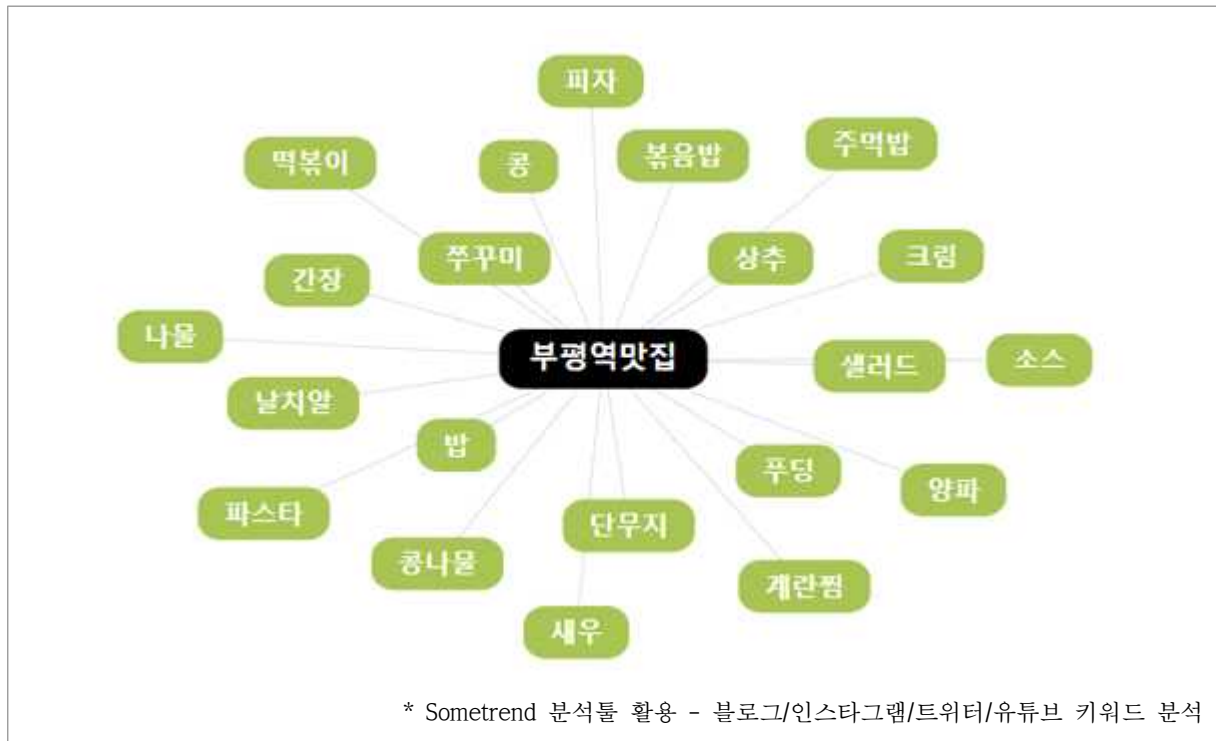 피자
볶음밥
주먹밥
떡볶이
콩
쭈꾸미
상추
크림
간장
나물
부평역맛집
샐러드
소스
날치알
밥
푸딩
양파
파스타
단무지
콩나물
계란찜
새우
* Sometrend 분석툴 활용 - 블로그/인스타그램/트위터/유튜브 키워드 분석